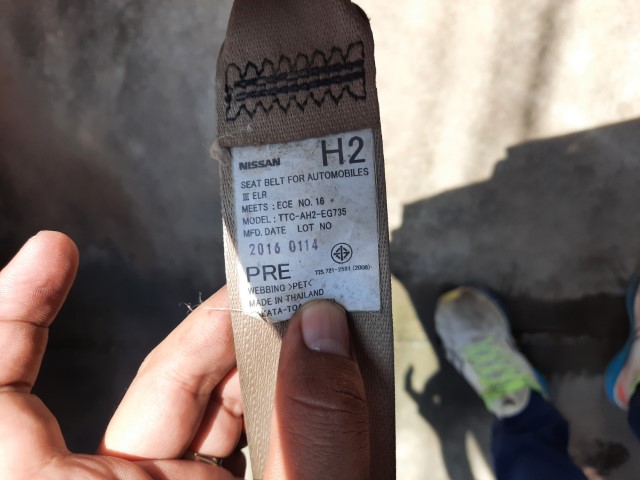 NISSAN H2
SEAT BELT FOR AUTOMOBILES
Ⅲ ELR
MEETS : ECE NO. 16
MODEL : TTC-AH2-EG735
MFD. DATE LOT NO
2016 0114
PRE
TIS.721-2551 (2008)
WEBBING >PET<
MADE IN THAILAND